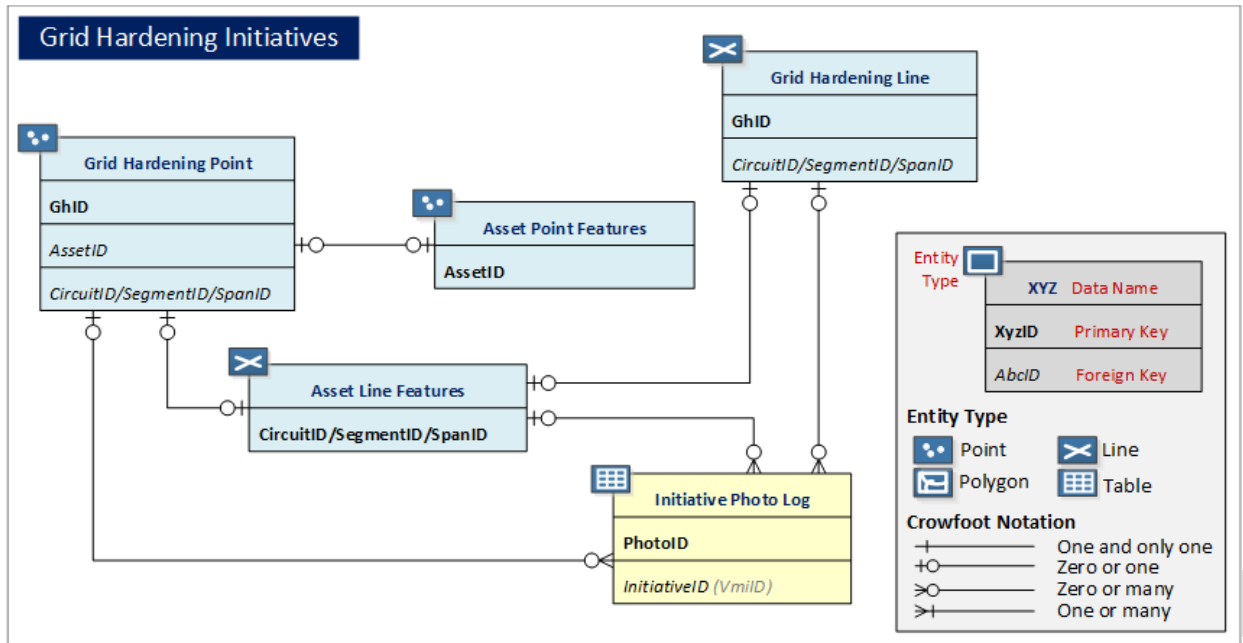 Grid Hardening Initiatives
Grid Hardening Line
GhID
CircuitID/SegmentID/SpanID
Grid Hardening Point
GhID
AssetID
CircuitID/SegmentID/SpanID
Asset Point Features
AssetID
Asset Line Features
CircuitID/SegmentID/SpanID
Initiative Photo Log
PhotoID
InitiativeID (VmiID)
Entity
Type
XYZ Data Name
XyzID Primary Key
AbcID Foreign Key
Entity Type
Point Line
Polygon Table
Crowfoot Notation
One and only one
Zero or one
Zero or many
One or many